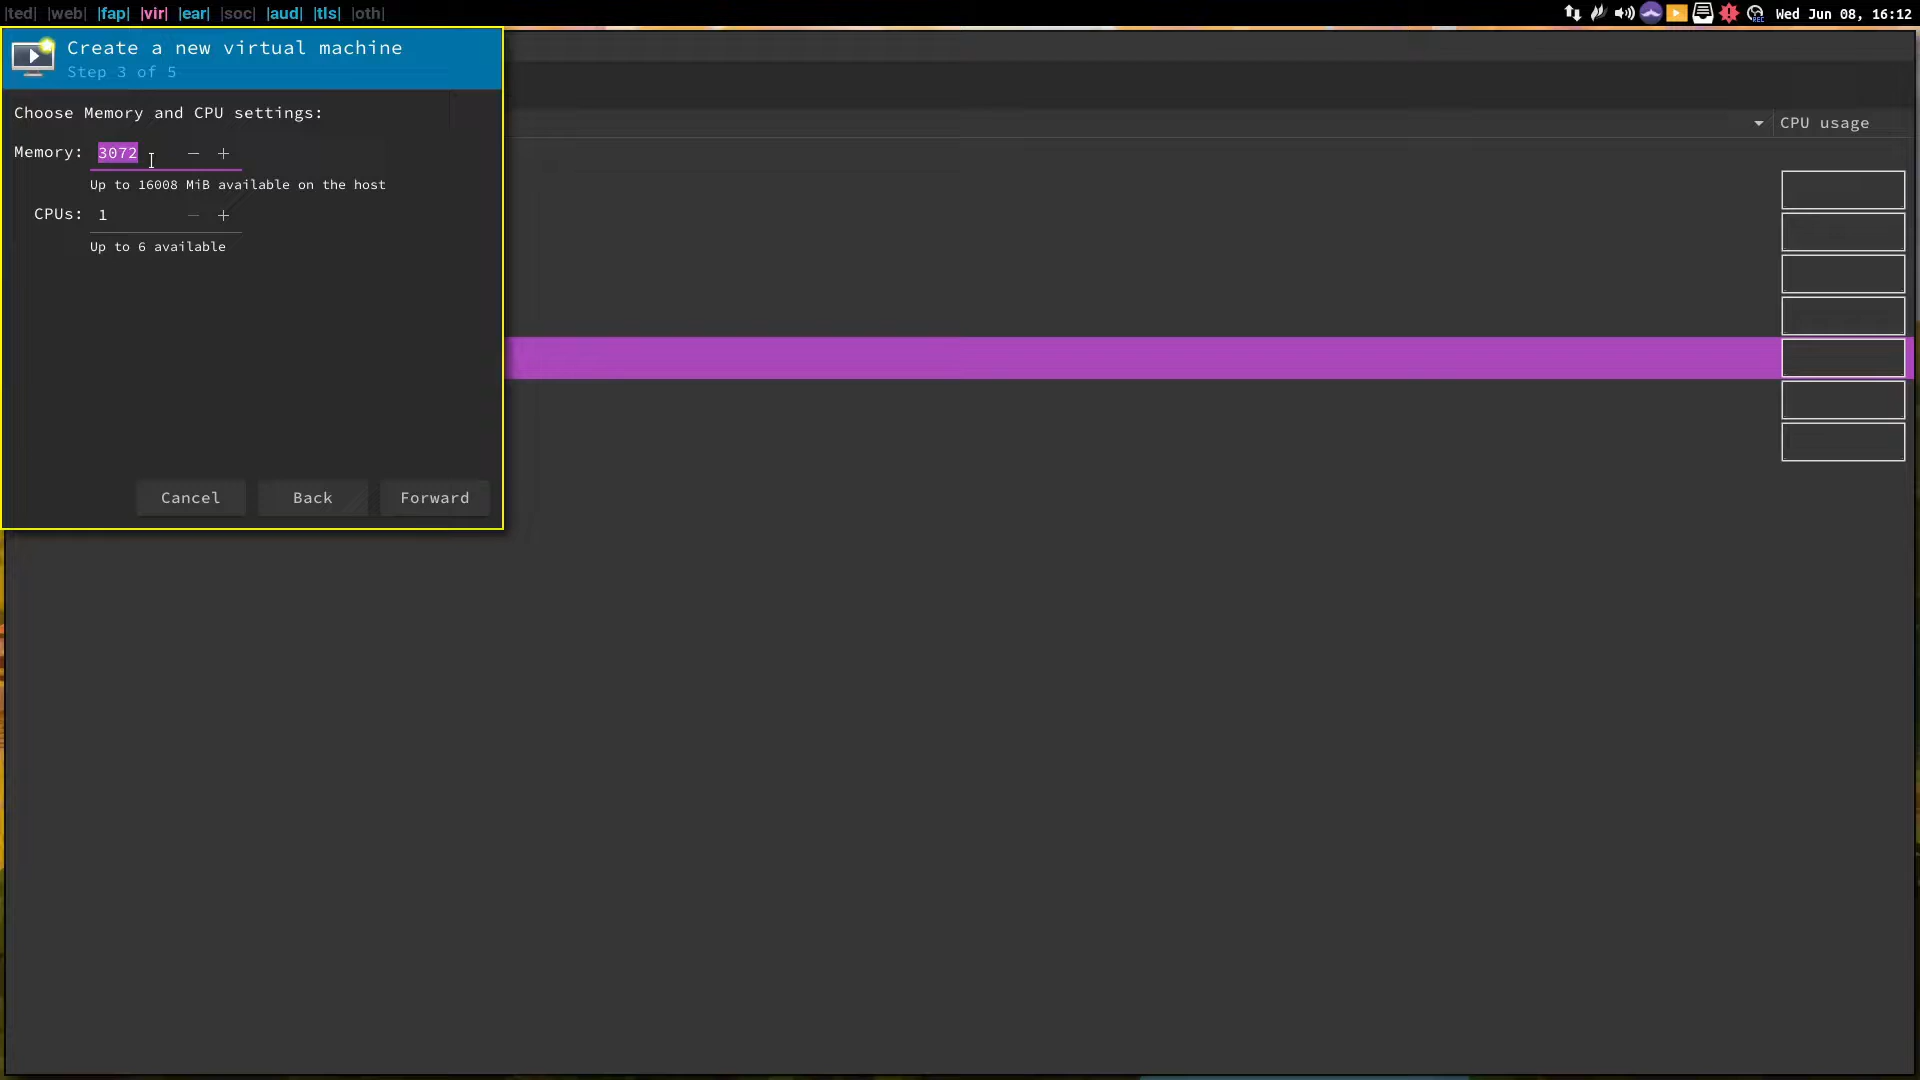 |ted| |web| |fap| |vir| |ear| |soc| |aud| |tls| |oth|
Wed Jun 08, 16:12
Create a new virtual machine
Step 3 of 5
Choose Memory and CPU settings:
CPU usage
Memory: 3072 − +
Up to 16008 MiB available on the host
CPUs: 1 − +
Up to 6 available
Cancel Back Forward